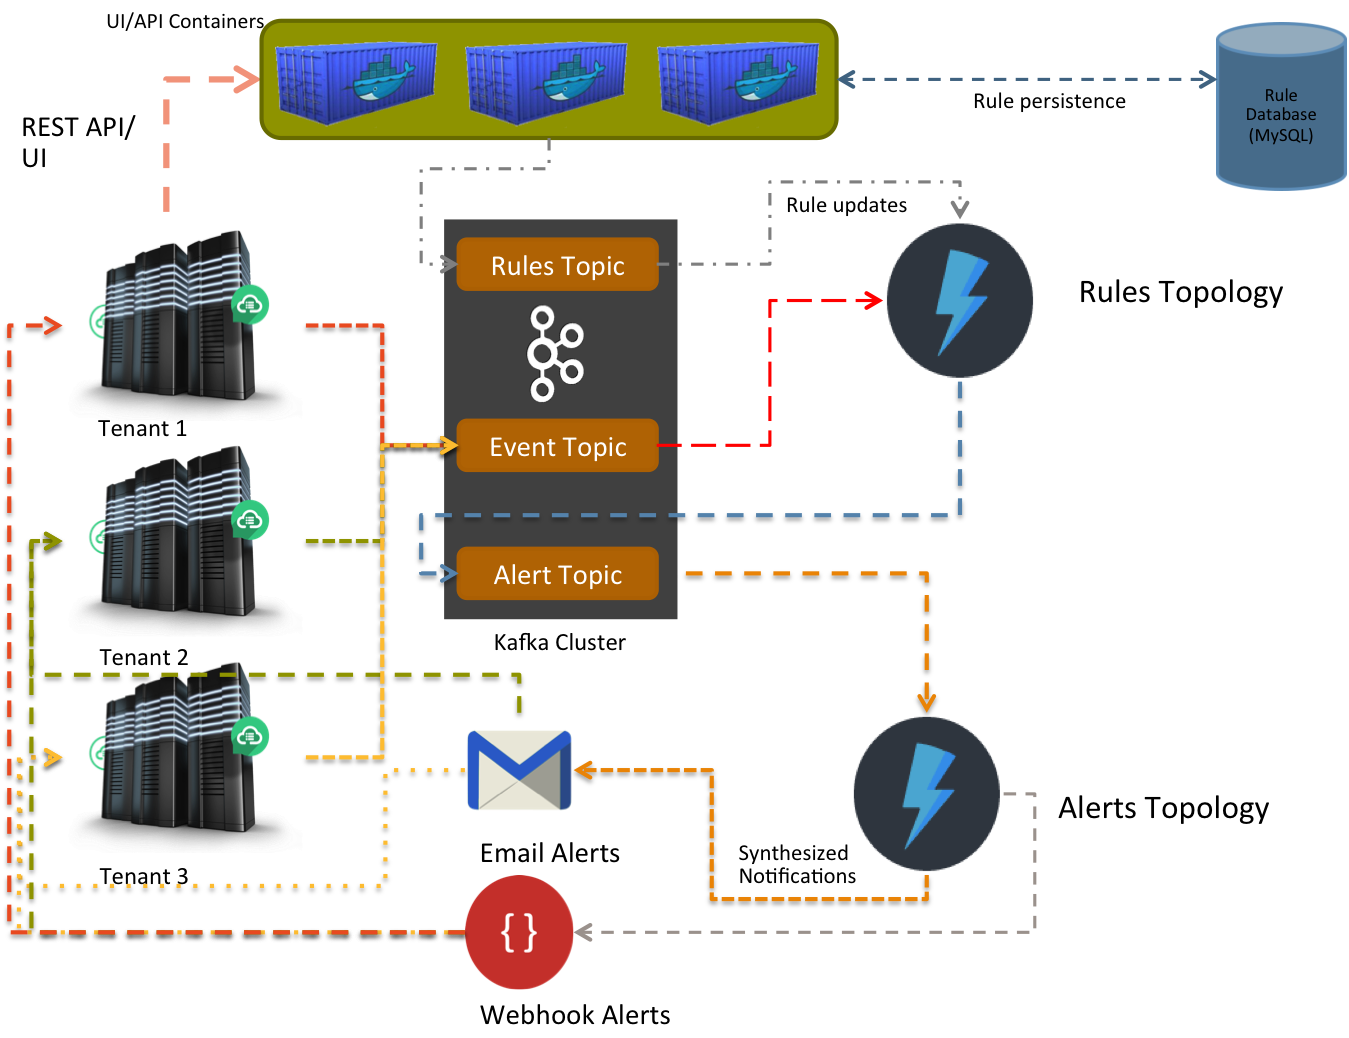 UI/API Containers
REST API/
UI
Rule persistence
Rule
Database
(MySQL)
Rule updates
Rules Topic
Rules Topology
Tenant 1
Event Topic
Alert Topic
Kafka Cluster
Tenant 2
Alerts Topology
Email Alerts
Synthesized
Notifications
Tenant 3
{ }
Webhook Alerts